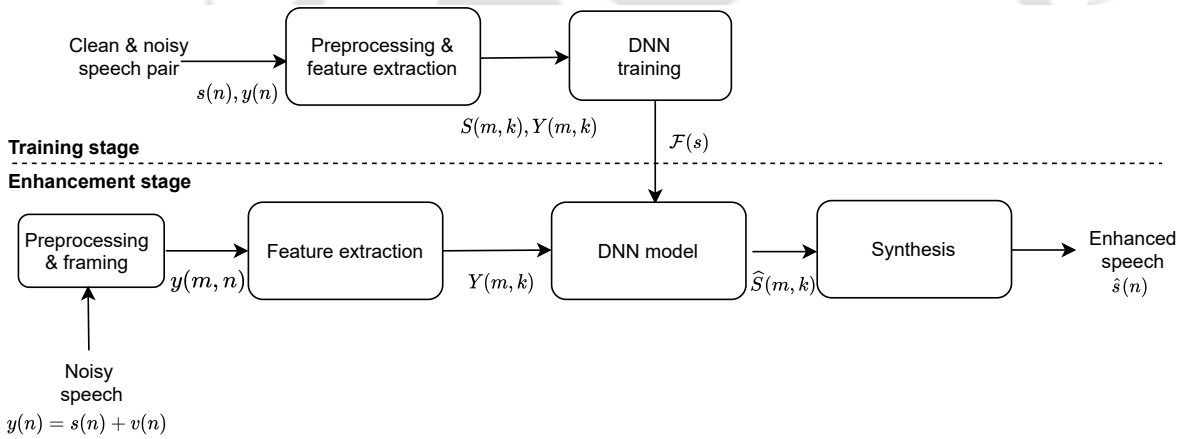 Clean & noisy
speech pair
s(n), y(n)
Preprocessing &
feature extraction
S(m, k), Y(m, k)
DNN
training
ℱ(s)
Training stage
Enhancement stage
Preprocessing
& framing
y(m, n)
Feature extraction
Y(m, k)
DNN model
Ŝ(m, k)
Synthesis
Enhanced
speech
ŝ(n)
Noisy
speech
y(n) = s(n) + v(n)